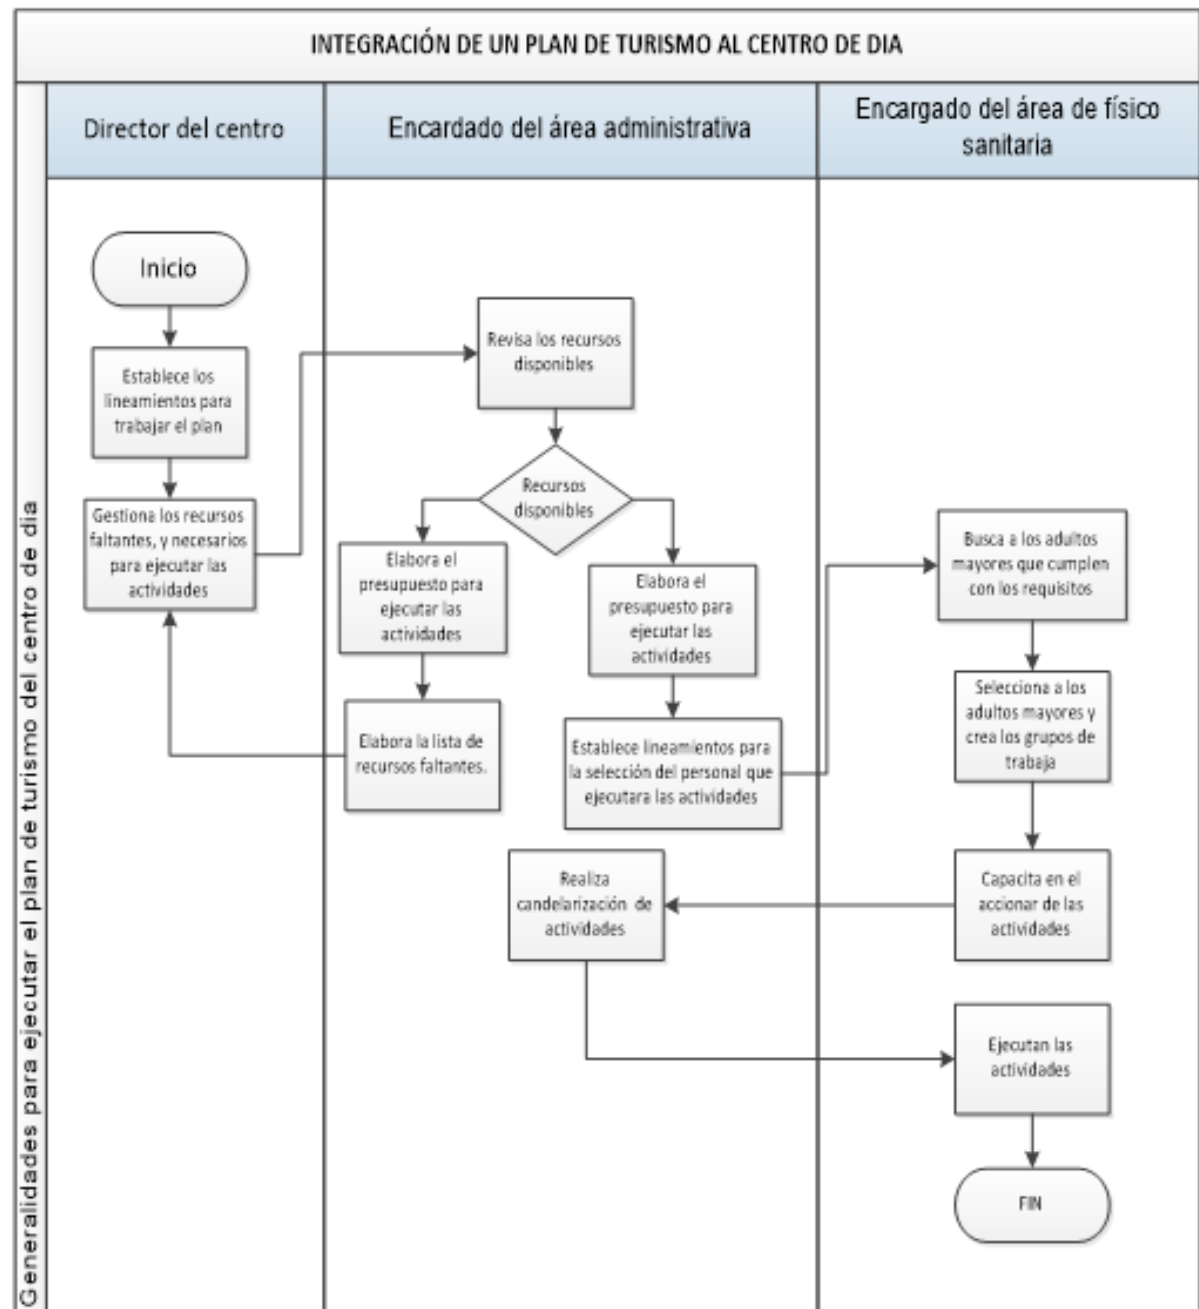 INTEGRACIÓN DE UN PLAN DE TURISMO AL CENTRO DE DIA
Generalidades para ejecutar el plan de turismo del centro de dia
Director del centro
Encardado del área administrativa
Encargado del área de físico
sanitaria
Inicio
Establece los
lineamientos para
trabajar el plan
Gestiona los recursos
faltantes, y necesarios
para ejecutar las
actividades
Revisa los recursos
disponibles
Recursos
disponibles
Elabora el
presupuesto para
ejecutar las
actividades
Elabora la lista de
recursos faltantes.
Elabora el
presupuesto para
ejecutar las
actividades
Establece lineamientos para
la selección del personal que
ejecutara las actividades
Busca a los adultos
mayores que cumplen
con los requisitos
Selecciona a los
adultos mayores y
crea los grupos de
trabaja
Capacita en el
accionar de las
actividades
Realiza
candelarización de
actividades
Ejecutan las
actividades
FIN